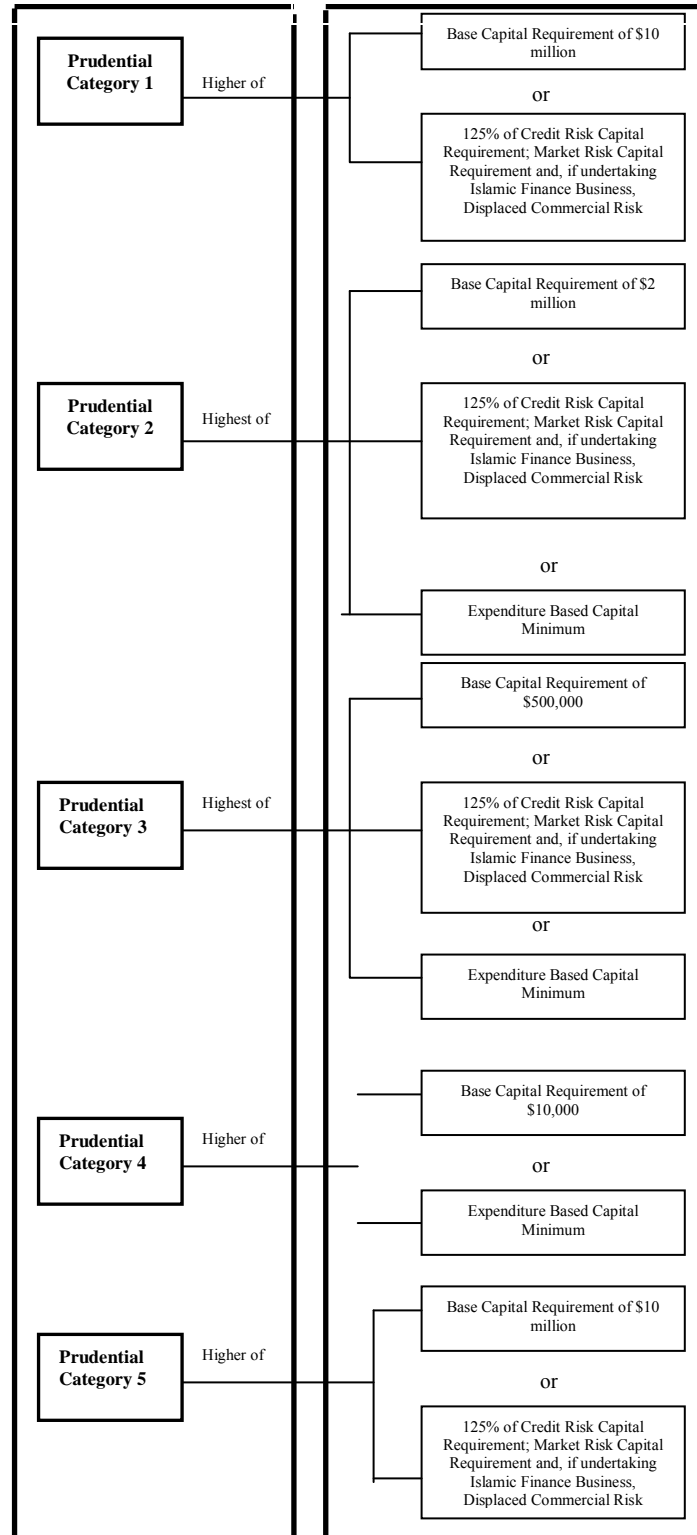 Prudential
Category 1
Higher of
Base Capital Requirement of $10
million
or
125% of Credit Risk Capital
Requirement; Market Risk Capital
Requirement and, if undertaking
Islamic Finance Business,
Displaced Commercial Risk
Prudential
Category 2
Highest of
Base Capital Requirement of $2
million
or
125% of Credit Risk Capital
Requirement; Market Risk Capital
Requirement and, if undertaking
Islamic Finance Business,
Displaced Commercial Risk
or
Expenditure Based Capital
Minimum
Prudential
Category 3
Highest of
Base Capital Requirement of
$500,000
or
125% of Credit Risk Capital
Requirement; Market Risk Capital
Requirement and, if undertaking
Islamic Finance Business,
Displaced Commercial Risk
or
Expenditure Based Capital
Minimum
Prudential
Category 4
Higher of
Base Capital Requirement of
$10,000
or
Expenditure Based Capital
Minimum
Prudential
Category 5
Higher of
Base Capital Requirement of $10
million
or
125% of Credit Risk Capital
Requirement; Market Risk Capital
Requirement and, if undertaking
Islamic Finance Business,
Displaced Commercial Risk